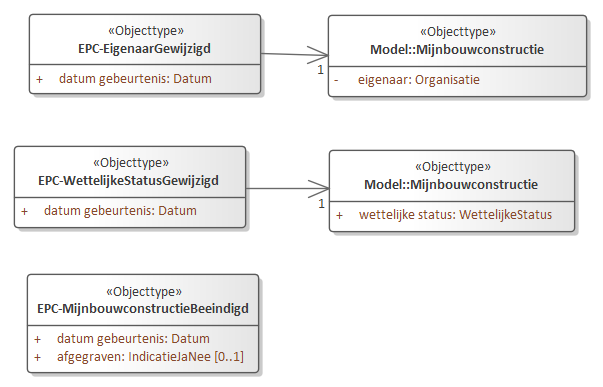 «Objecttype»
EPC-EigenaarGewijzigd
+ datum gebeurtenis: Datum
1
«Objecttype»
Model::Mijnbouwconstructie
- eigenaar: Organisatie
«Objecttype»
EPC-WettelijkeStatusGewijzigd
+ datum gebeurtenis: Datum
1
«Objecttype»
Model::Mijnbouwconstructie
+ wettelijke status: WettelijkeStatus
«Objecttype»
EPC-MijnbouwconstructieBeeindigd
+ datum gebeurtenis: Datum
+ afgegraven: IndicatieJaNee [0..1]